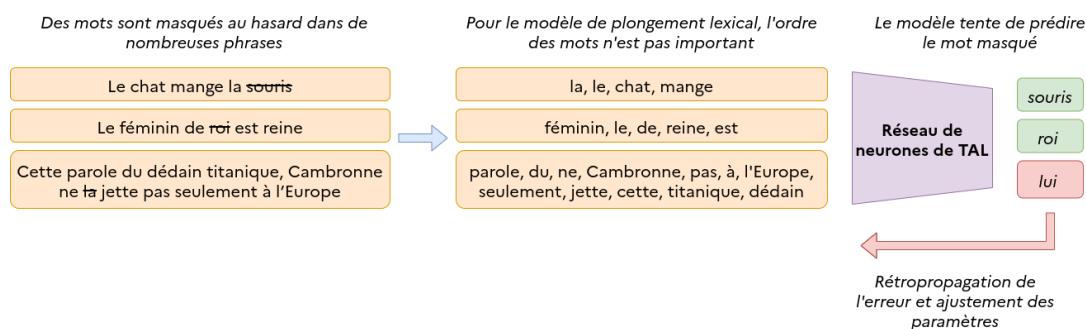 Des mots sont masqués au hasard dans de
nombreuses phrases
Le chat mange la souris
Le féminin de roi est reine
Cette parole du dédain titanique, Cambronne
ne la jette pas seulement à l’Europe
Pour le modèle de plongement lexical, l'ordre
des mots n'est pas important
la, le, chat, mange
féminin, le, de, reine, est
parole, du, ne, Cambronne, pas, à, l'Europe,
seulement, jette, cette, titanique, dédain
Le modèle tente de prédire
le mot masqué
Réseau de
neurones de TAL
souris
roi
lui
Rétropropagation de
l'erreur et ajustement des
paramètres